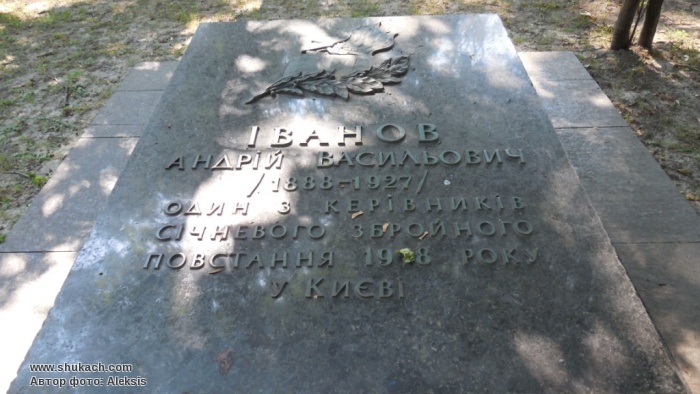 ІВАНОВ
АНДРІЙ ВАСИЛЬОВИЧ
/1888-1927/
ОДИН З КЕРІВНИКІВ
СІЧНЕВОГО ЗБРОЙНОГО
ПОВСТАННЯ 1918 РОКУ
У КИЄВІ
www.shukach.com
Автор фото: Aleksis